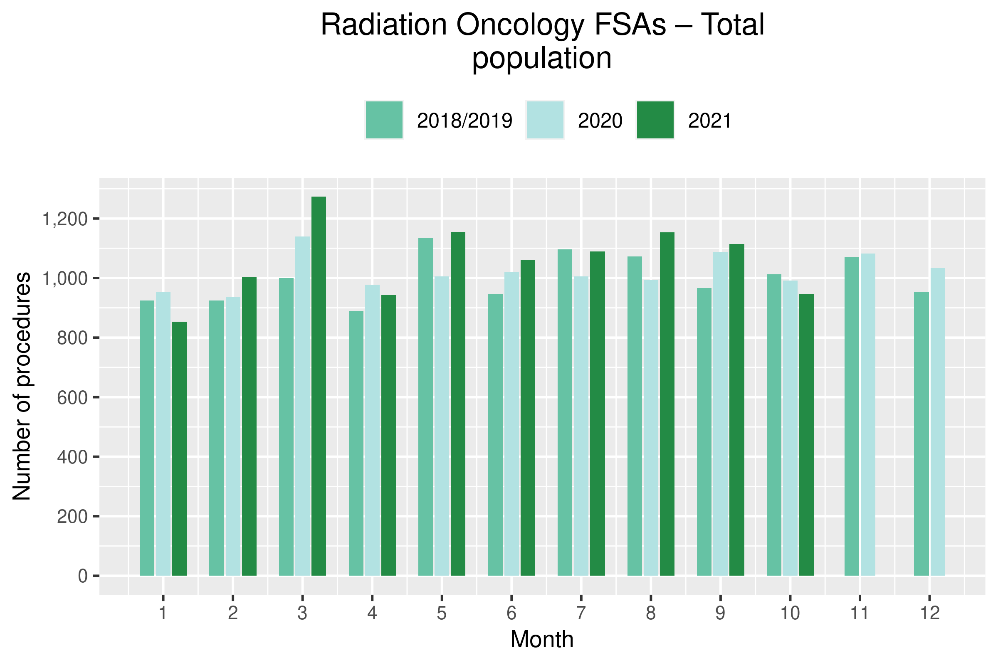 Radiation Oncology FSAs – Total
population
2018/2019 2020 2021
Number of procedures
1,200
1,000
800
600
400
200
0
1 2 3 4 5 6 7 8 9 10 11 12
Month